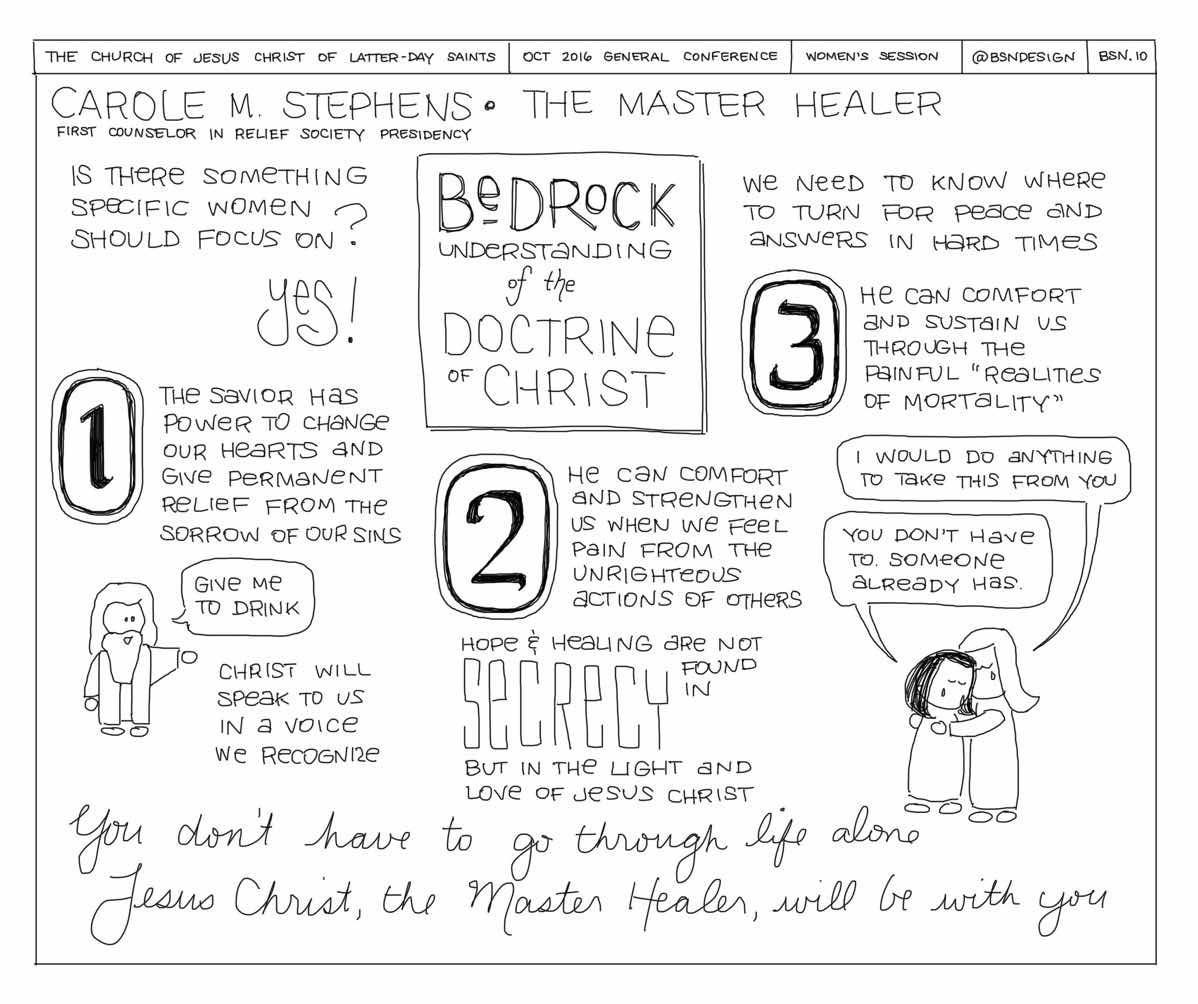 THE CHURCH OF JESUS CHRIST OF LATTER-DAY SAINTS
OCT 2016 GENERAL CONFERENCE
WOMEN'S SESSION
@BSNDESIGN
BSN.10
CAROLE M. STEPHENS • THE MASTER HEALER
FIRST COUNSELOR IN RELIEF SOCIETY PRESIDENCY
IS THERE SOMETHING
SPECIFIC WOMEN
SHOULD FOCUS ON?
YES!
1
THE SAVIOR HAS
POWER TO CHANGE
OUR HEARTS AND
GIVE PERMANENT
RELIEF FROM THE
SORROW OF OUR SINS
GIVE ME
TO DRINK
CHRIST WILL
SPEAK TO US
IN A VOICE
WE RECOGNIZE
BEDROCK
UNDERSTANDING
of the
DOCTRINE
OF CHRIST
2
HE CAN COMFORT
AND STRENGTHEN
US WHEN WE FEEL
PAIN FROM THE
UNRIGHTEOUS
ACTIONS OF OTHERS
HOPE & HEALING ARE NOT
FOUND
IN
SECRECY
BUT IN THE LIGHT AND
LOVE OF JESUS CHRIST
WE NEED TO KNOW WHERE
TO TURN FOR PEACE AND
ANSWERS IN HARD TIMES
3
HE CAN COMFORT
AND SUSTAIN US
THROUGH THE
PAINFUL "REALITIES
OF MORTALITY"
I WOULD DO ANYTHING
TO TAKE THIS FROM YOU
YOU DON'T HAVE
TO. SOMEONE
ALREADY HAS.
You don't have to go through life alone
Jesus Christ, the Master Healer, will be with you